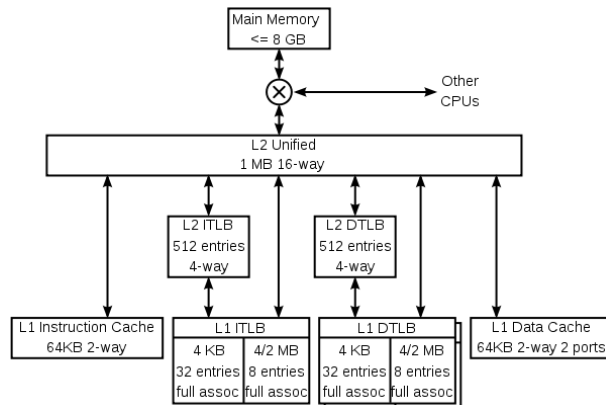 Main Memory
<= 8 GB
Other
CPUs
L2 Unified
1 MB 16-way
L2 ITLB
512 entries
4-way
L2 DTLB
512 entries
4-way
L1 Instruction Cache
64KB 2-way
L1 ITLB
4 KB
32 entries
full assoc
4/2 MB
8 entries
full assoc
L1 DTLB
4 KB
32 entries
full assoc
4/2 MB
8 entries
full assoc
L1 Data Cache
64KB 2-way 2 ports